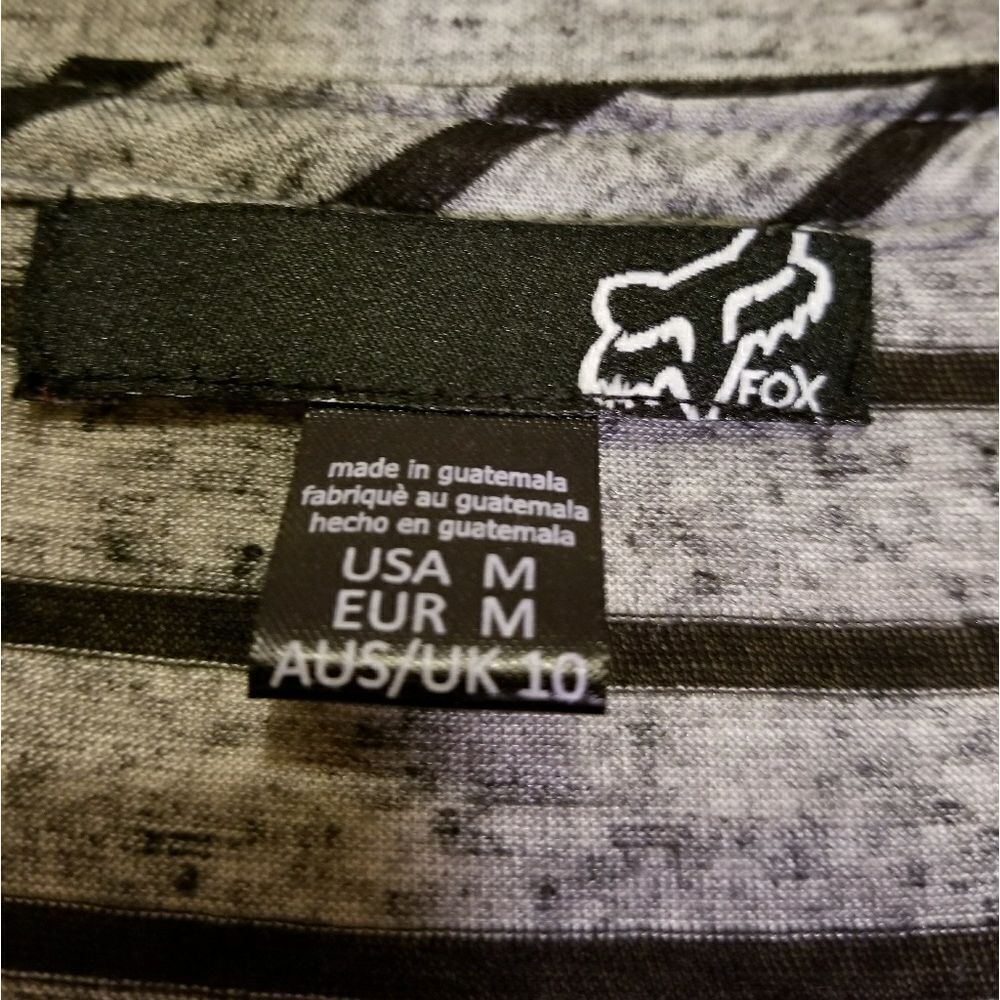 FOX
made in guatemala
fabriquè au guatemala
hecho en guatemala
USA M
EUR M
AUS/UK 10